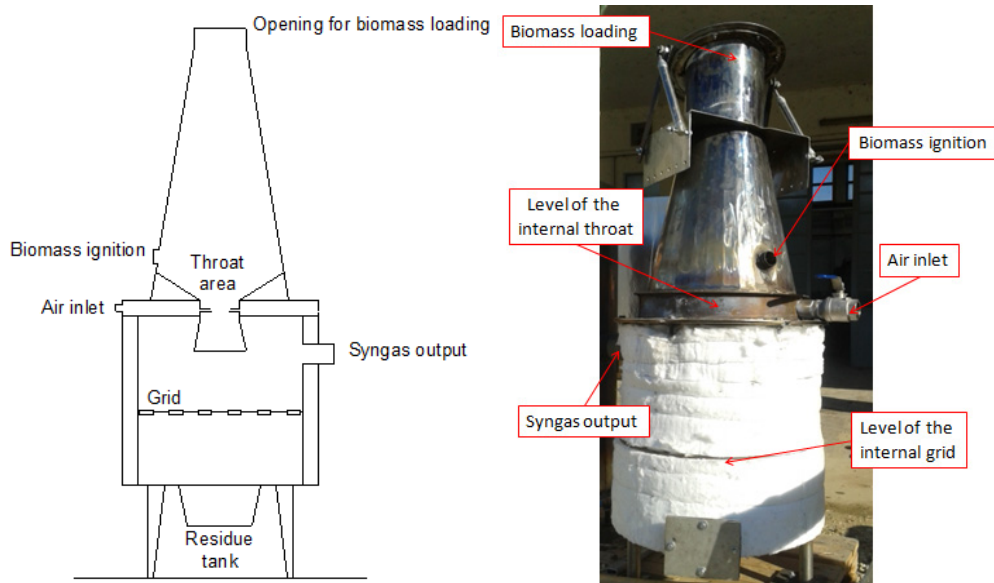 Opening for biomass loading
Biomass ignition
Throat
area
Air inlet
Syngas output
Grid
Residue
tank
Biomass loading
Biomass ignition
Level of the
internal throat
Air inlet
Syngas output
Level of the
internal grid